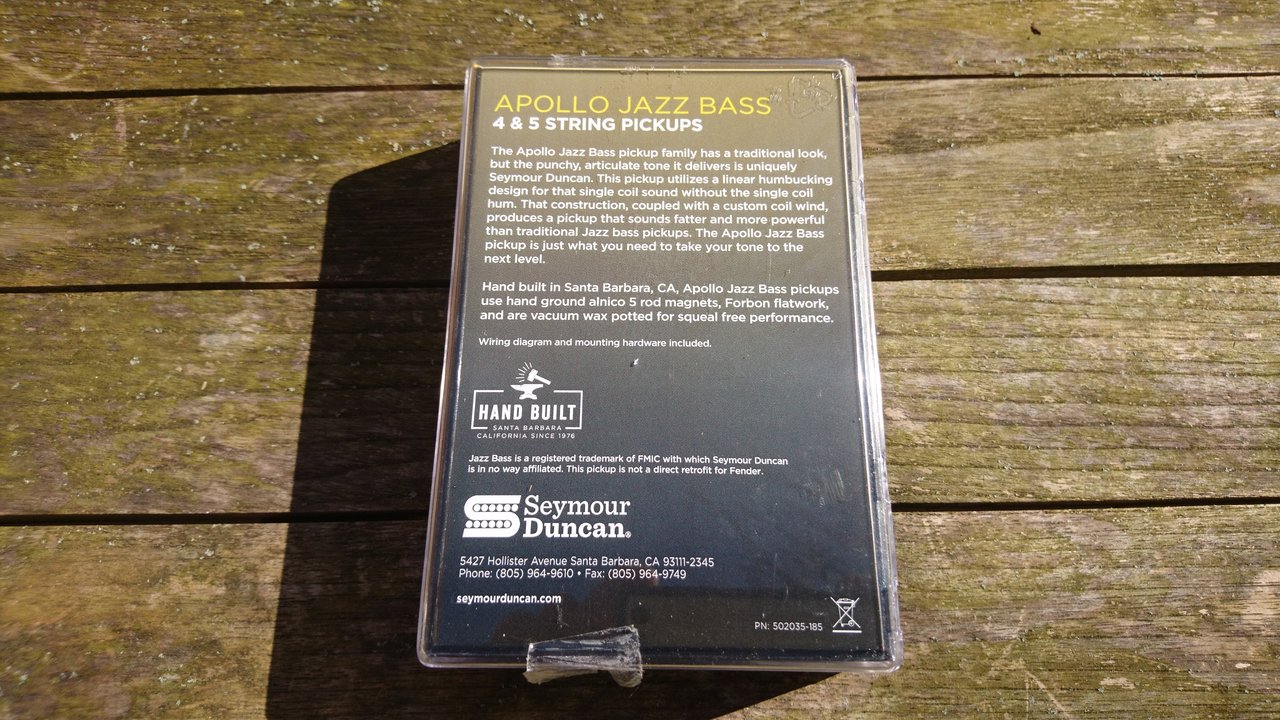 APOLLO JAZZ BASS
4 & 5 STRING PICKUPS
The Apollo Jazz Bass pickup family has a traditional look,
but the punchy, articulate tone it delivers is uniquely
Seymour Duncan. This pickup utilizes a linear humbucking
design for that single coil sound without the single coil
hum. That construction, coupled with a custom coil wind,
produces a pickup that sounds fatter and more powerful
than traditional Jazz bass pickups. The Apollo Jazz Bass
pickup is just what you need to take your tone to the
next level.
Hand built in Santa Barbara, CA, Apollo Jazz Bass pickups
use hand ground alnico 5 rod magnets, Forbon flatwork,
and are vacuum wax potted for squeal free performance.
Wiring diagram and mounting hardware included.
HAND BUILT
SANTA BARBARA
CALIFORNIA SINCE 1976
Jazz Bass is a registered trademark of FMIC with which Seymour Duncan
is in no way affiliated. This pickup is not a direct retrofit for Fender.
Seymour
Duncan®
5427 Hollister Avenue Santa Barbara, CA 93111-2345
Phone: (805) 964-9610 • Fax: (805) 964-9749
seymourduncan.com
PN: 502035-185